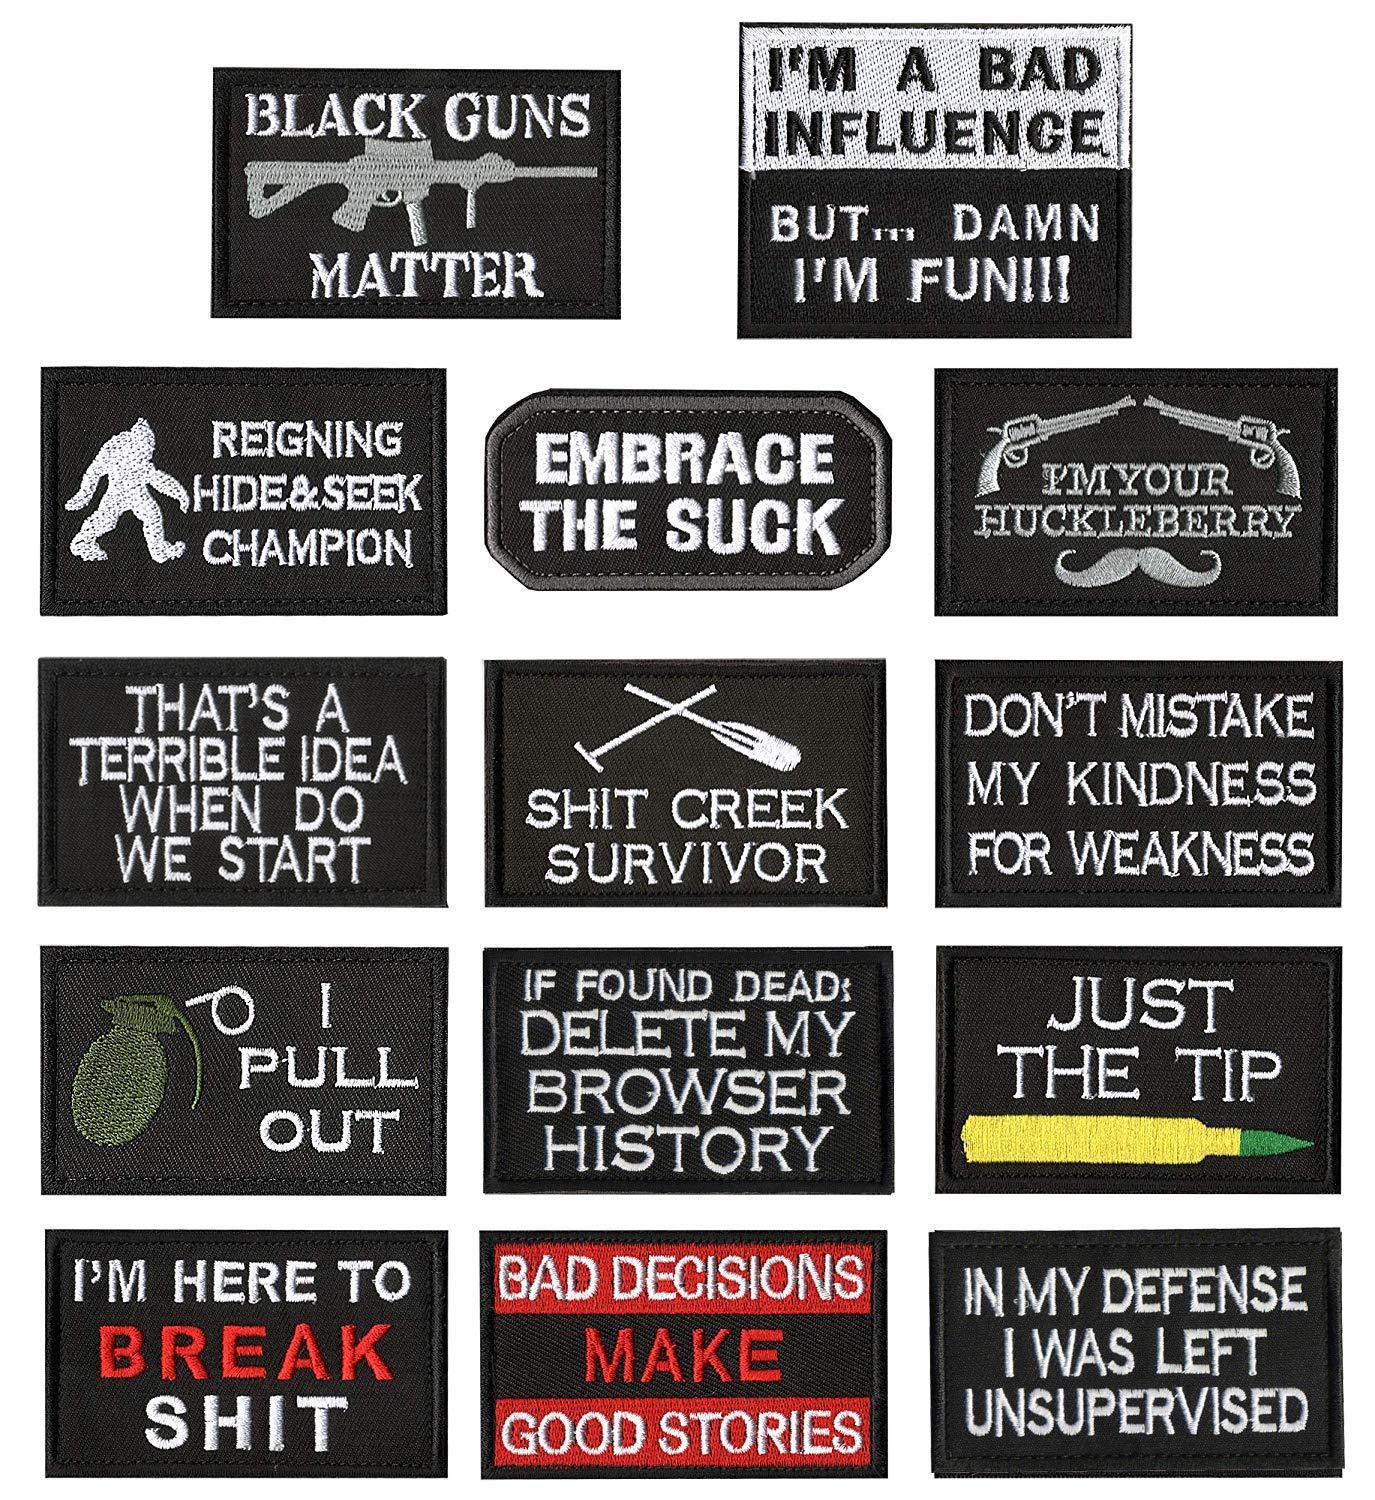 BLACK GUNS
MATTER
I'M A BAD
INFLUENCE
BUT... DAMN
I'M FUN!!!
REIGNING
HIDE&SEEK
CHAMPION
EMBRACE
THE SUCK
I'M YOUR
HUCKLEBERRY
THAT'S A
TERRIBLE IDEA
WHEN DO
WE START
SHIT CREEK
SURVIVOR
DON'T MISTAKE
MY KINDNESS
FOR WEAKNESS
I
PULL
OUT
IF FOUND DEAD:
DELETE MY
BROWSER
HISTORY
JUST
THE TIP
I'M HERE TO
BREAK
SHIT
BAD DECISIONS
MAKE
GOOD STORIES
IN MY DEFENSE
I WAS LEFT
UNSUPERVISED